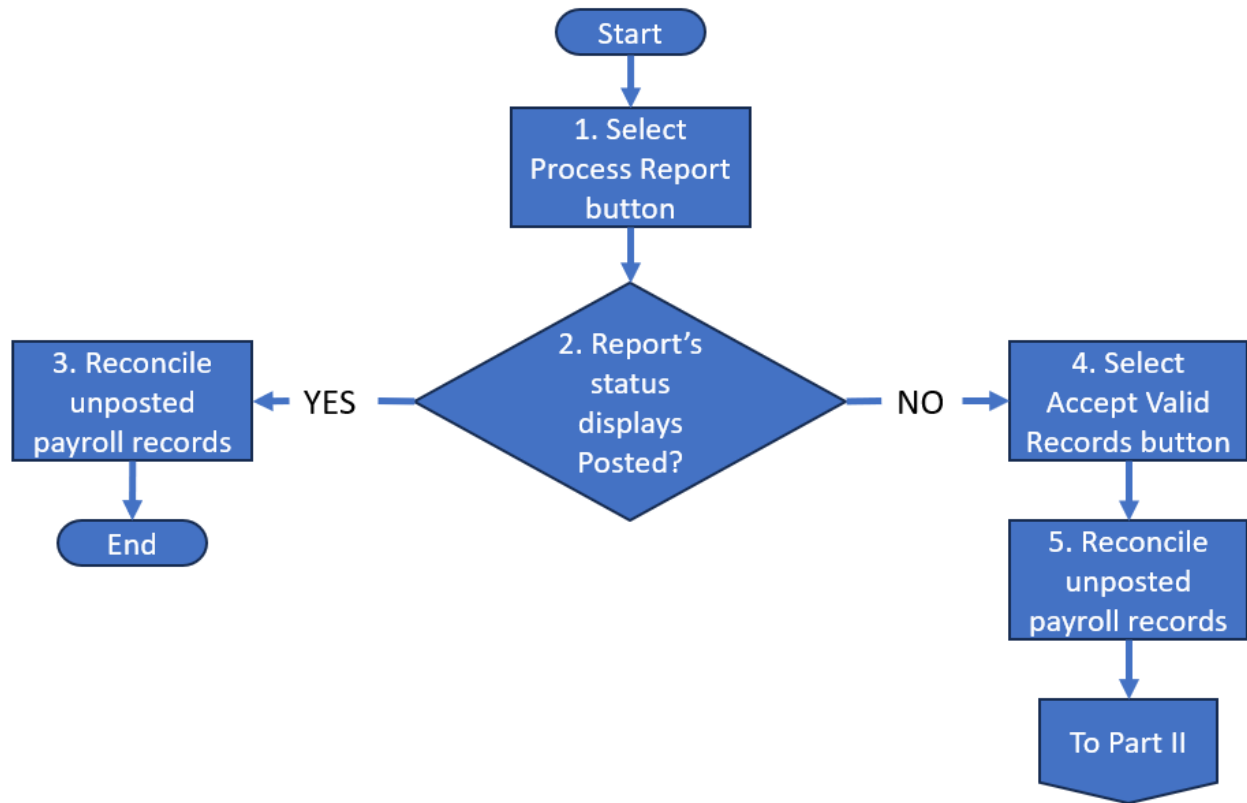 Start
1. Select
Process Report
button
2. Report’s
status
displays
Posted?
YES
NO
3. Reconcile
unposted
payroll records
End
4. Select
Accept Valid
Records button
5. Reconcile
unposted
payroll records
To Part II